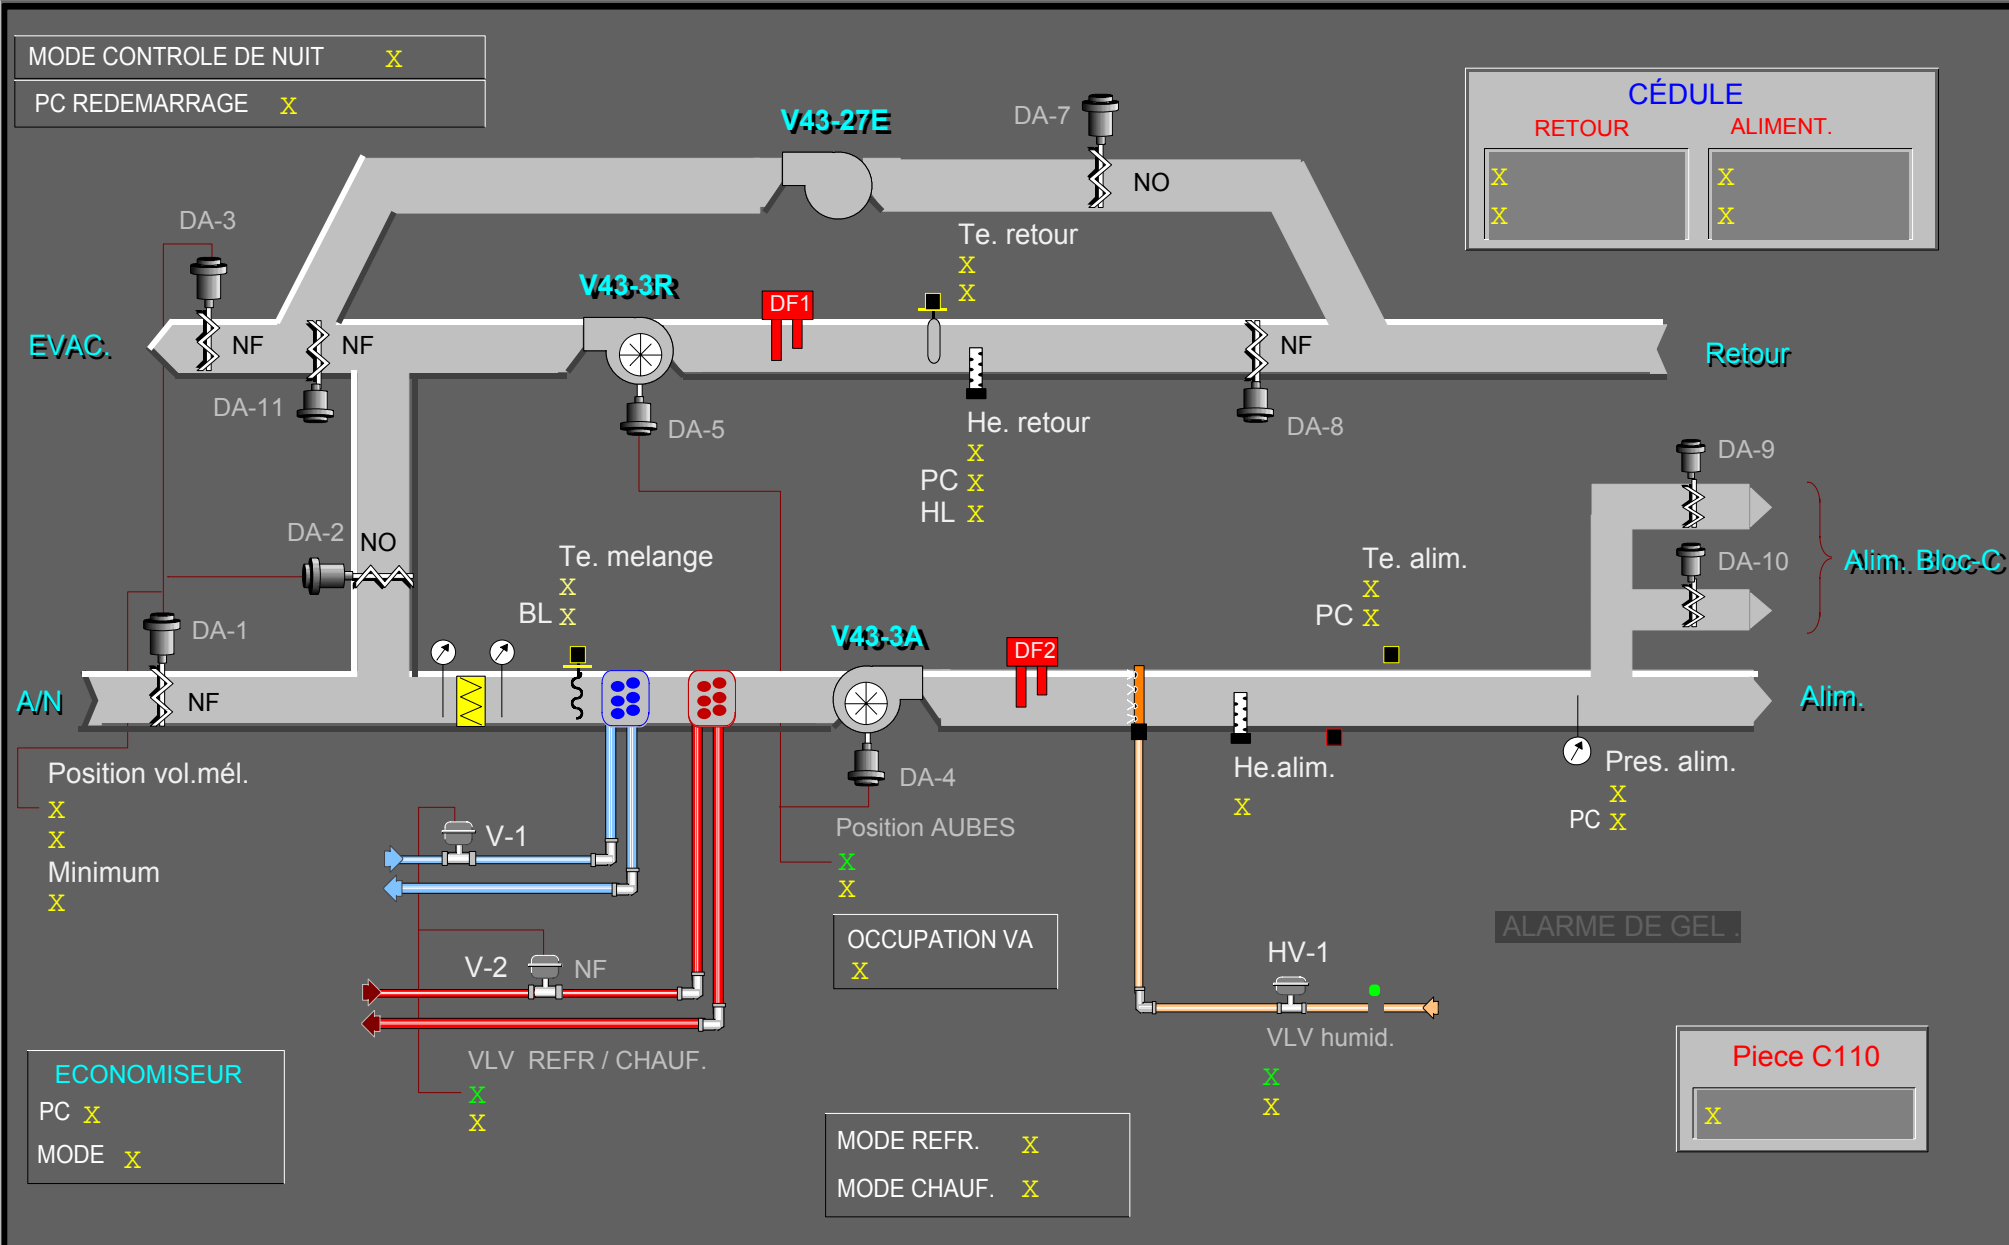 MODE CONTROLE DE NUIT X
PC REDEMARRAGE X
V43-27E
DA-7
NO
CÉDULE
RETOUR ALIMENT.
X X
X X
DA-3
Te. retour
X
X
V43-3R
DF1
EVAC.
NF
NF
NF
Retour
DA-11
DA-5
He. retour
X
PC X
HL X
DA-8
DA-9
DA-10
Alim. Bloc-C
DA-2
NO
Te. melange
X
BL X
Te. alim.
X
PC X
DA-1
V43-3A
DF2
A/N
NF
Alim.
Position vol.mél.
X
X
Minimum
X
DA-4
Position AUBES
X
X
He.alim.
X
Pres. alim.
X
PC X
V-1
OCCUPATION VA
X
ALARME DE GEL .
V-2
NF
HV-1
VLV humid.
X
X
VLV REFR / CHAUF.
X
X
ECONOMISEUR
PC X
MODE X
MODE REFR. X
MODE CHAUF. X
Piece C110
X